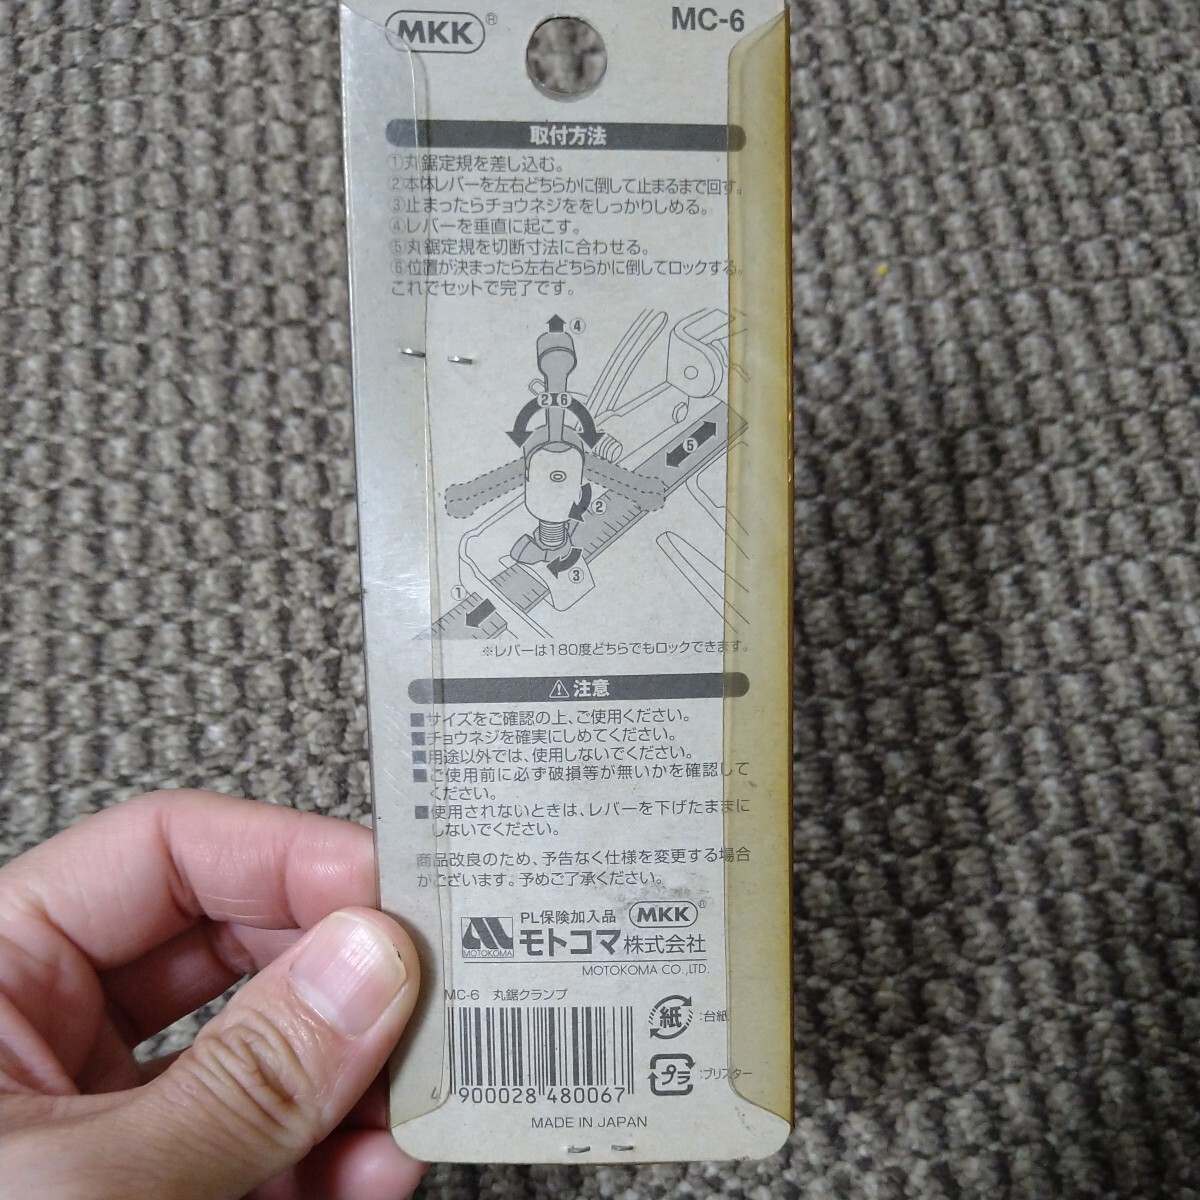 MKK®
MC-6
取付方法
①丸鋸定規を差し込む。
②本体レバーを左右どちらかに倒して止まるまで回す。
③止まったらチョウネジををしっかりしめる。
④レバーを垂直に起こす。
⑤丸鋸定規を切断寸法に合わせる。
⑥位置が決まったら左右どちらかに倒してロックする。
これでセットで完了です。
④
②⑥
⑤
②
③
①
※レバーは180度どちらでもロックできます。
⚠注意
■サイズをご確認の上、ご使用ください。
■チョウネジを確実にしめてください。
■用途以外では、使用しないでください。
■ご使用前に必ず破損等が無いかを確認して
ください。
■使用されないときは、レバーを下げたままに
しないでください。
商品改良のため、予告なく仕様を変更する場合
がございます。予めご了承ください。
PL保険加入品 MKK®
MOTOKOMA モトコマ株式会社
MOTOKOMA CO.,LTD.
MC-6 丸鋸クランプ
紙 :台紙
プラ :ブリスター
4 900028 480067
MADE IN JAPAN